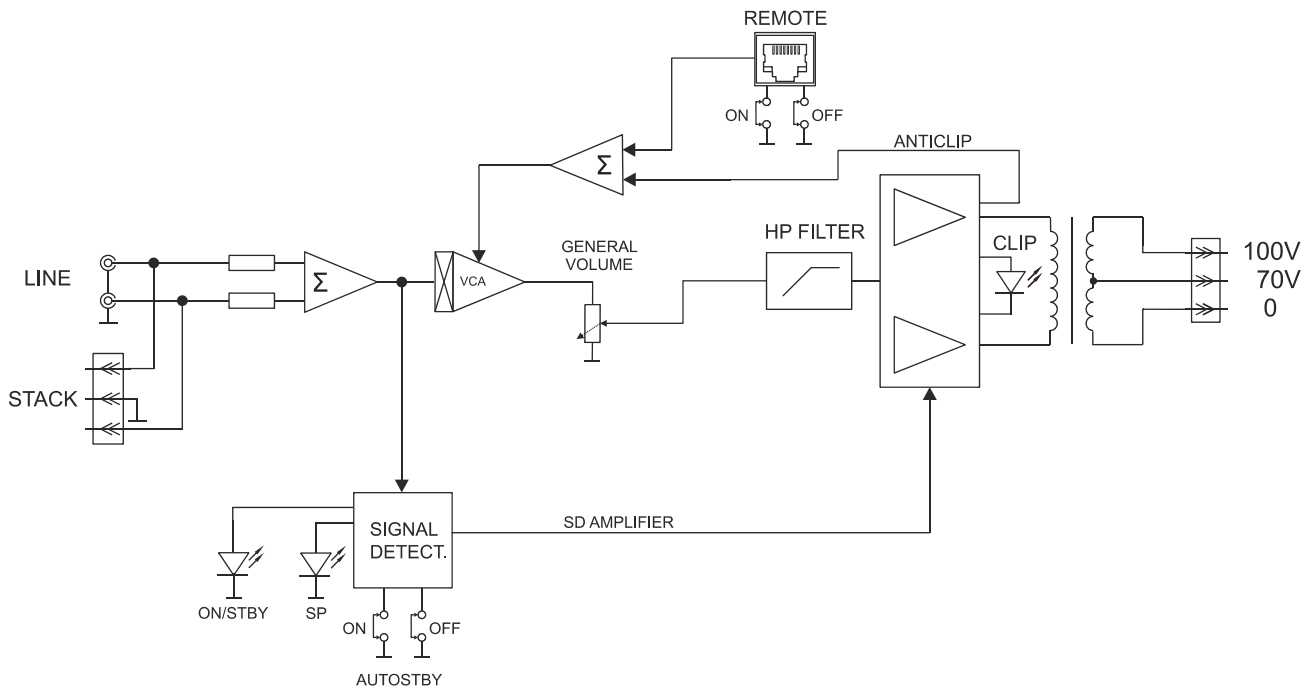 REMOTE
ON
OFF
ANTICLIP
Σ
HP FILTER
CLIP
GENERAL
VOLUME
LINE
Σ
VCA
100V
70V
0
STACK
SIGNAL
DETECT.
SD AMPLIFIER
ON/STBY
SP
ON
OFF
AUTOSTBY